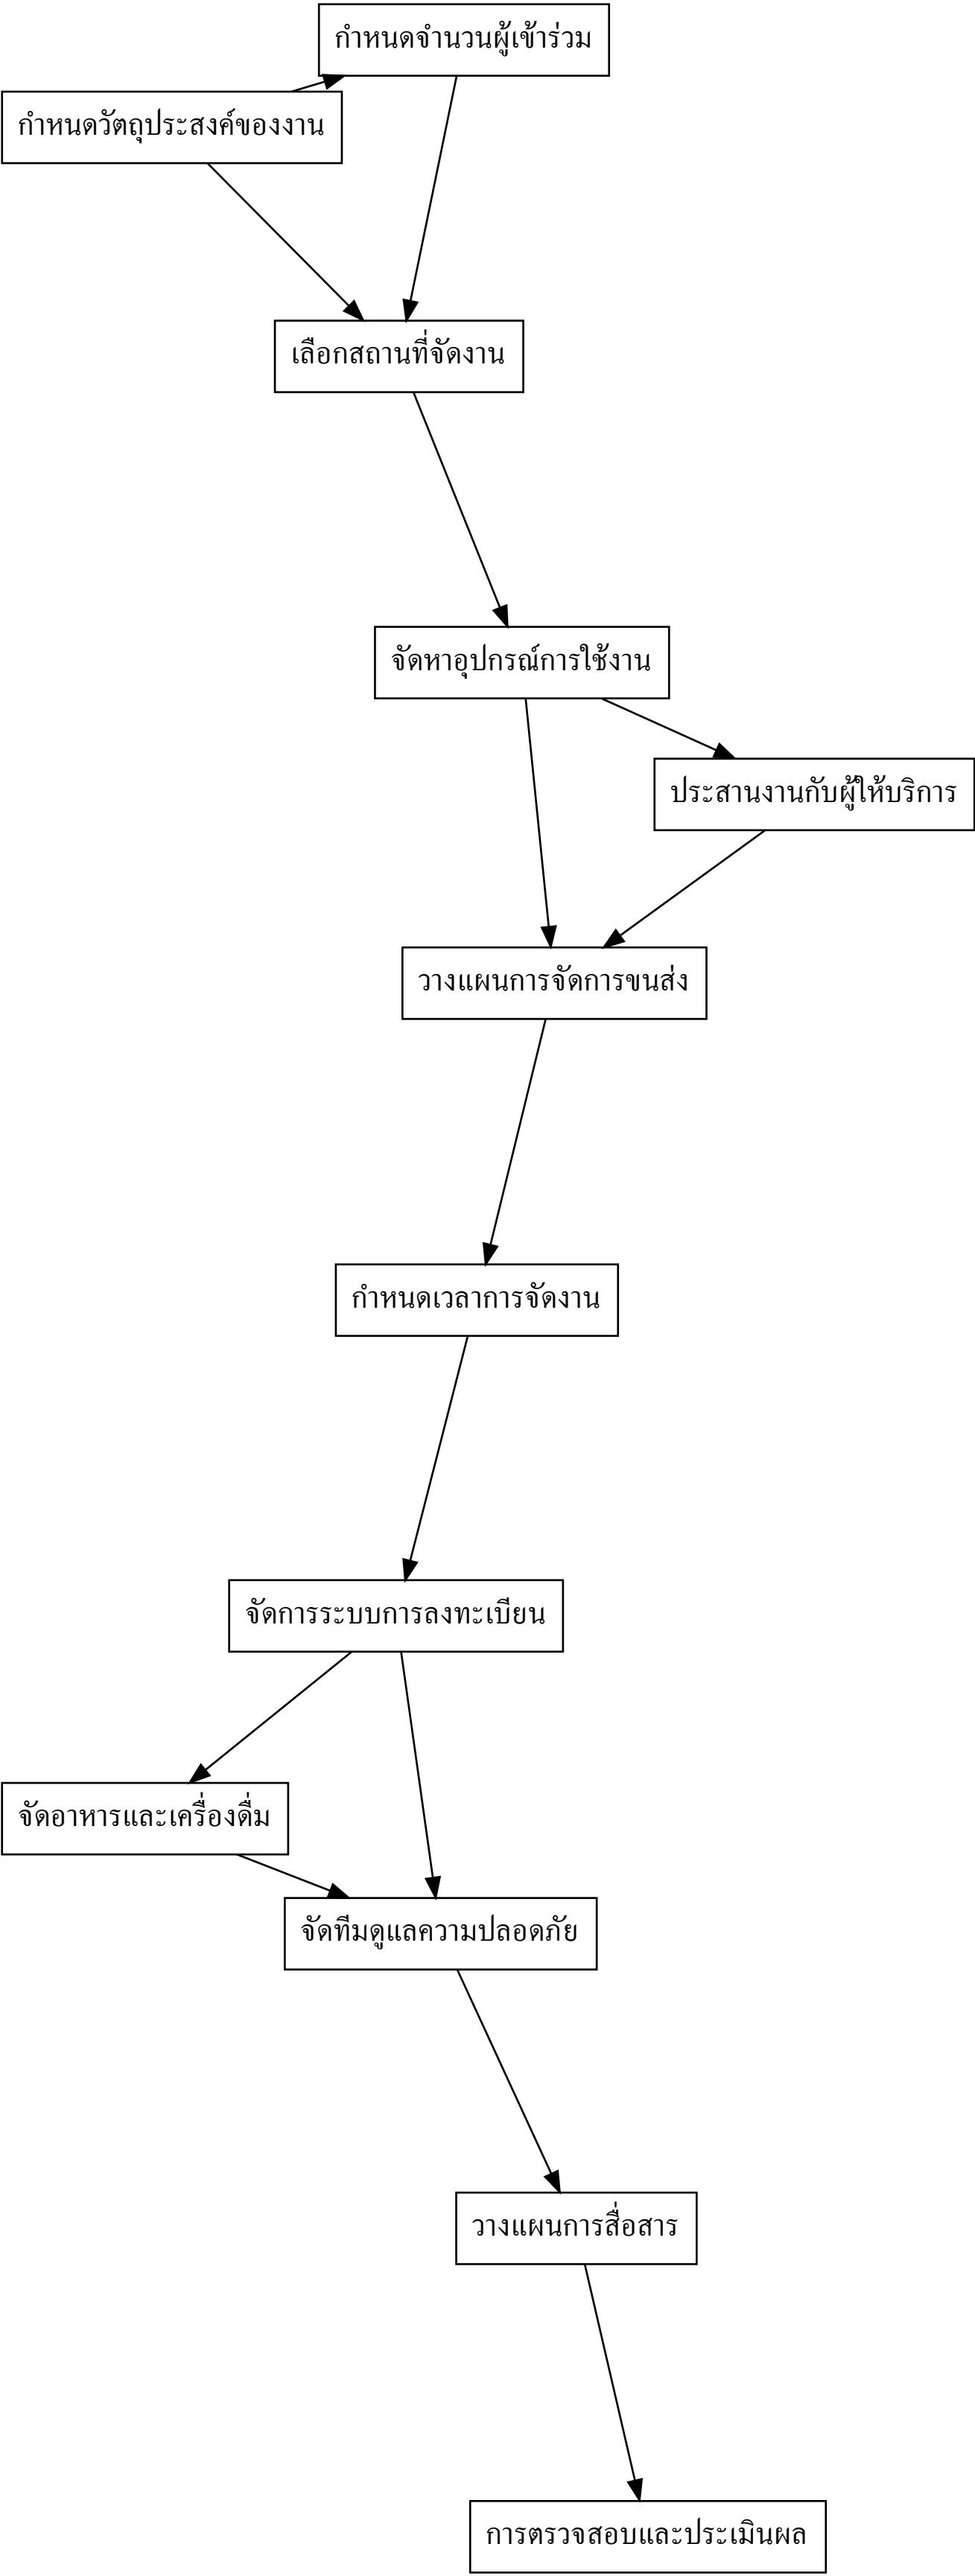 กำหนดจำนวนผู้เข้าร่วม
กำหนดวัตถุประสงค์ของงาน
เลือกสถานที่จัดงาน
จัดหาอุปกรณ์การใช้งาน
ประสานงานกับผู้ให้บริการ
วางแผนการจัดการขนส่ง
กำหนดเวลาการจัดงาน
จัดการระบบการลงทะเบียน
จัดอาหารและเครื่องดื่ม
จัดทีมดูแลความปลอดภัย
วางแผนการสื่อสาร
การตรวจสอบและประเมินผล